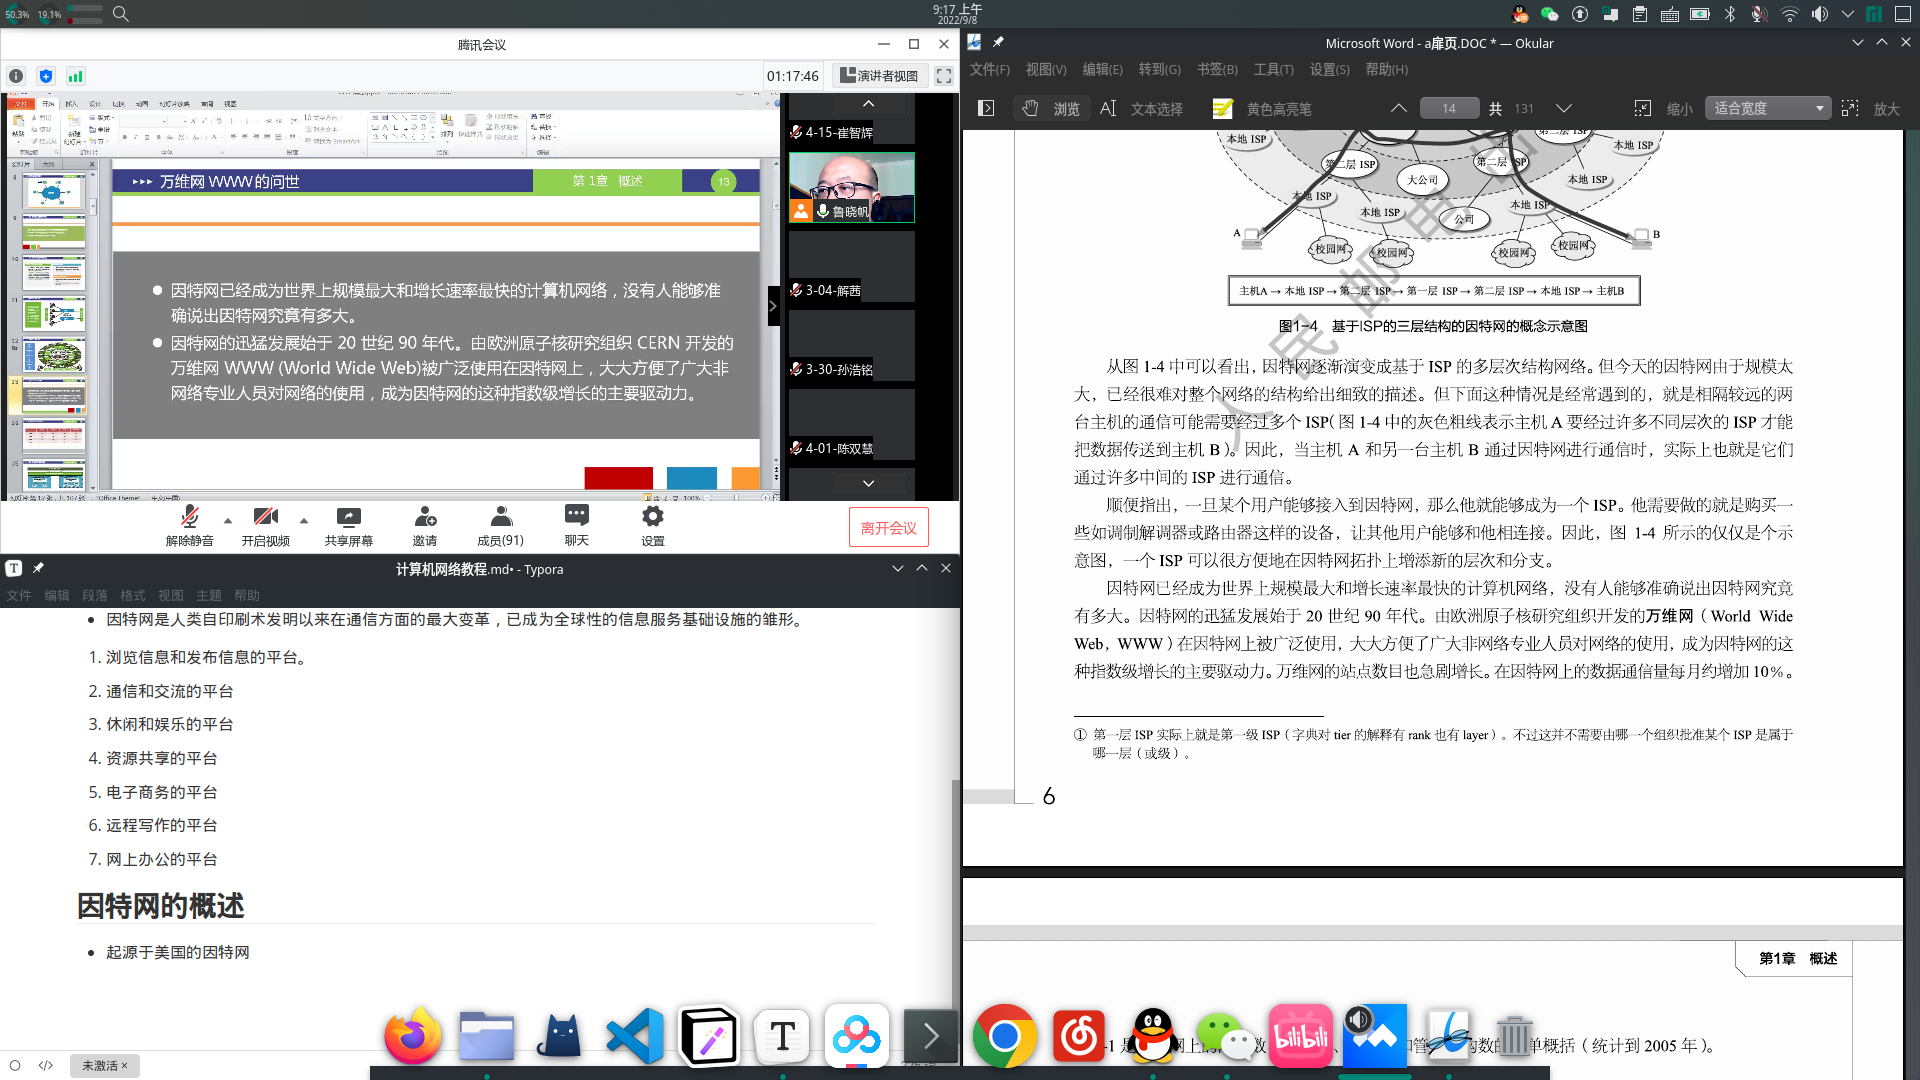 50.3%
19.1%
9:17 上午
2022/9/8
腾讯会议
01:17:46
演讲者视图
文件
开始
插入
设计
切换
动画
幻灯片放映
审阅
视图
万维网 WWW 的问世
第 1章 概述
13
因特网已经成为世界上规模最大和增长速率最快的计算机网络，没有人能够准
确说出因特网究竟有多大。
因特网的迅猛发展始于 20 世纪 90 年代。由欧洲原子核研究组织 CERN 开发的
万维网 WWW (World Wide Web)被广泛使用在因特网上，大大方便了广大非
网络专业人员对网络的使用，成为因特网的这种指数级增长的主要驱动力。
4-15-崔智辉
鲁晓帆
3-04-解茜
3-30-孙浩铭
4-01-陈双慧
解除静音
开启视频
共享屏幕
邀请
成员(91)
聊天
设置
离开会议
计算机网络教程.md• - Typora
文件 编辑 段落 格式 视图 主题 帮助
因特网是人类自印刷术发明以来在通信方面的最大变革，已成为全球性的信息服务基础设施的雏形。
1. 浏览信息和发布信息的平台。
2. 通信和交流的平台
3. 休闲和娱乐的平台
4. 资源共享的平台
5. 电子商务的平台
6. 远程写作的平台
7. 网上办公的平台
因特网的概述
起源于美国的因特网
未激活 ×
Microsoft Word - a扉页.DOC * — Okular
文件(F) 视图(V) 编辑(E) 转到(G) 书签(B) 工具(T) 设置(S) 帮助(H)
浏览 文本选择 黄色高亮笔 14 共 131 缩小 适合宽度 放大
本地 ISP
第二层 ISP
本地 ISP
第二层 ISP
第二层 ISP
大公司
本地 ISP
本地 ISP
本地 ISP
本地 ISP
公司
A
B
校园网
校园网
校园网
校园网
主机A → 本地 ISP → 第二层 ISP → 第一层 ISP → 第二层 ISP → 本地 ISP → 主机B
图1-4 基于ISP的三层结构的因特网的概念示意图
从图 1-4 中可以看出，因特网逐渐演变成基于 ISP 的多层次结构网络。但今天的因特网由于规模太
大，已经很难对整个网络的结构给出细致的描述。但下面这种情况是经常遇到的，就是相隔较远的两
台主机的通信可能需要经过多个 ISP（图 1-4 中的灰色粗线表示主机 A 要经过许多不同层次的 ISP 才能
把数据传送到主机 B）。因此，当主机 A 和另一台主机 B 通过因特网进行通信时，实际上也就是它们
通过许多中间的 ISP 进行通信。
顺便指出，一旦某个用户能够接入到因特网，那么他就能够成为一个 ISP。他需要做的就是购买一
些如调制解调器或路由器这样的设备，让其他用户能够和他相连接。因此，图 1-4 所示的仅仅是个示
意图，一个 ISP 可以很方便地在因特网拓扑上增添新的层次和分支。
因特网已经成为世界上规模最大和增长速率最快的计算机网络，没有人能够准确说出因特网究竟
有多大。因特网的迅猛发展始于 20 世纪 90 年代。由欧洲原子核研究组织开发的万维网（World Wide
Web，WWW）在因特网上被广泛使用，大大方便了广大非网络专业人员对网络的使用，成为因特网的这
种指数级增长的主要驱动力。万维网的站点数目也急剧增长。在因特网上的数据通信量每月约增加 10%。
① 第一层 ISP 实际上就是第一级 ISP（字典对 tier 的解释有 rank 也有 layer）。不过这并不需要由哪一个组织批准某个 ISP 是属于
哪一层（或级）。
6
人民邮电
第1章 概述
单概括（统计到 2005 年）。
bilibili